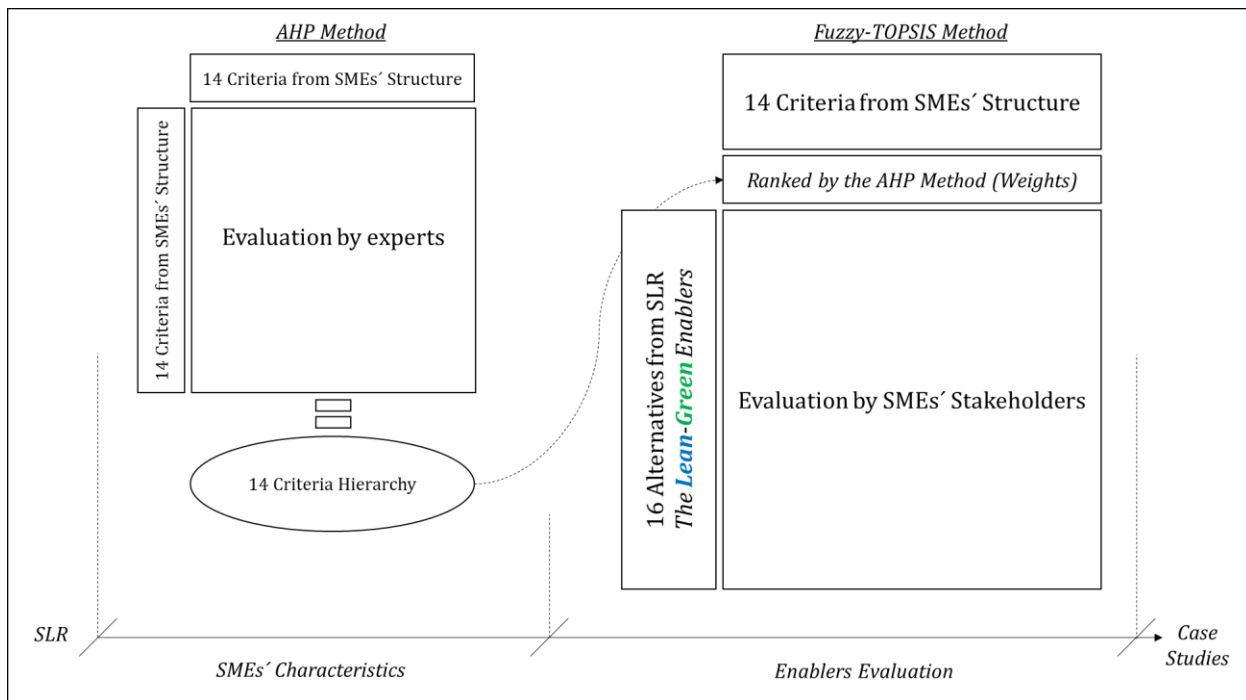 AHP Method
14 Criteria from SMEs´ Structure
14 Criteria from SMEs´ Structure
Evaluation by experts
14 Criteria Hierarchy
Fuzzy-TOPSIS Method
14 Criteria from SMEs´ Structure
Ranked by the AHP Method (Weights)
16 Alternatives from SLR
The Lean-Green Enablers
Evaluation by SMEs´ Stakeholders
SLR
SMEs´ Characteristics
Enablers Evaluation
Case
Studies